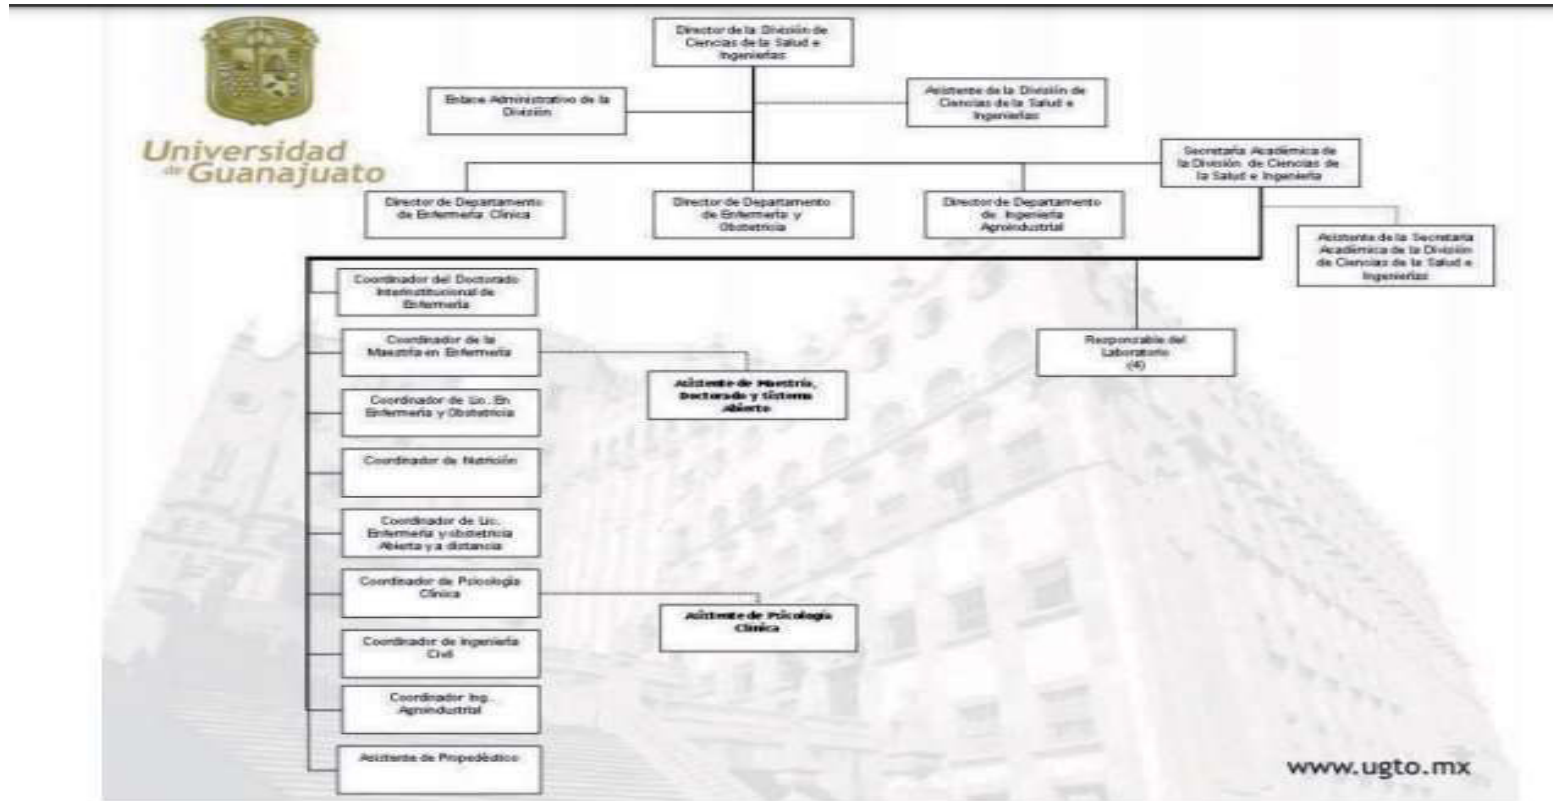 Director de la División de
Ciencias de la Salud e
Ingenierías
Enlace Administrativo de la
División
Asistente de la División de
Ciencias de la Salud e
Ingenierías
Universidad
de Guanajuato
Secretaría Académica de
la División de Ciencias de
la Salud e Ingeniería
Director de Departamento
de Enfermería Clínica
Director de Departamento
de Enfermería y
Obstetricia
Director de Departamento
de Ingeniería
Agroindustrial
Asistente de la Secretaría
Académica de la División
de Ciencias de la Salud e
Ingenierías
Coordinador del Doctorado
Interinstitucional de
Enfermería
Coordinador de la
Maestría en Enfermería
Responsable del
Laboratorio
(4)
Asistente de Maestría,
Doctorado y Sistema
Abierto
Coordinador de Lic. En
Enfermería y Obstetricia
Coordinador de Nutrición
Coordinador de Lic.
Enfermería y obstetricia
Abierta y a distancia
Coordinador de Psicología
Clínica
Asistente de Psicología
Clínica
Coordinador de Ingeniería
Civil
Coordinador Ing.
Agroindustrial
Asistente de Propedéutico
www.ugto.mx